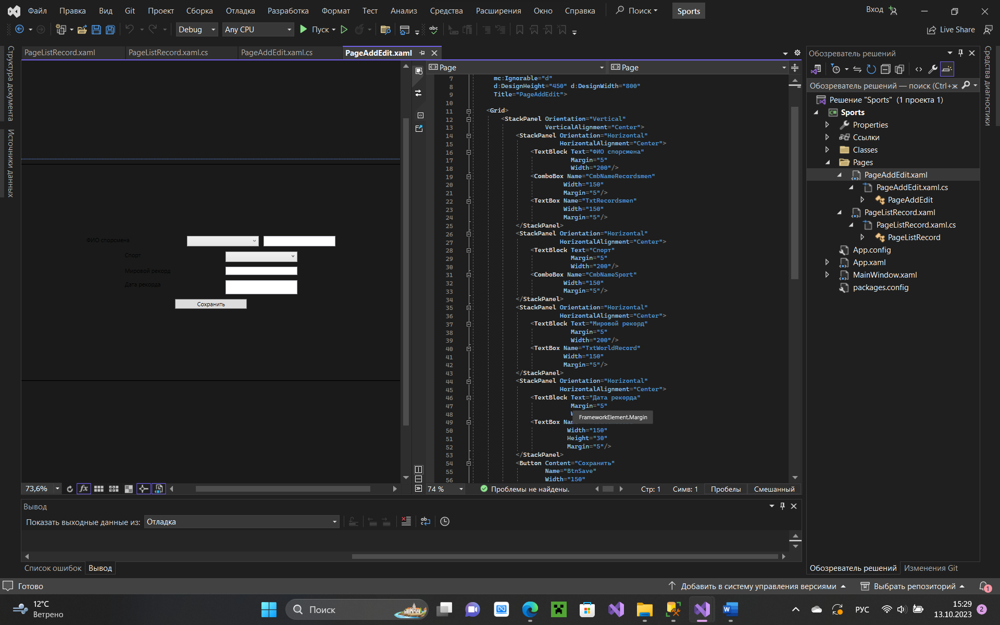 Файл Правка Вид Git Проект Сборка Отладка Разработка Формат Тест Анализ Средства Расширения Окно Справка Поиск Sports Вход
Debug Any CPU Пуск Live Share
PageListRecord.xaml PageListRecord.xaml.cs PageAddEdit.xaml.cs PageAddEdit.xaml
Структура документа
Источники данных
ФИО спорсмена
Спорт
Мировой рекорд
Дата рекорда
Сохранить
73,6%
Page Page
7 mc:Ignorable="d"
8 d:DesignHeight="450" d:DesignWidth="800"
9 Title="PageAddEdit">
10
11 <Grid>
12 <StackPanel Orientation="Vertical"
13 VerticalAlignment="Center">
14 <StackPanel Orientation="Horizontal"
15 HorizontalAlignment="Center">
16 <TextBlock Text="ФИО спорсмена"
17 Margin="5"
18 Width="200"/>
19 <ComboBox Name="CmbNameRecordsmen"
20 Width="150"
21 Margin="5"/>
22 <TextBox Name="TxtRecordsmen"
23 Width="150"
24 Margin="5"/>
25 </StackPanel>
26 <StackPanel Orientation="Horizontal"
27 HorizontalAlignment="Center">
28 <TextBlock Text="Спорт"
29 Margin="5"
30 Width="200"/>
31 <ComboBox Name="CmbNameSport"
32 Width="150"
33 Margin="5"/>
34 </StackPanel>
35 <StackPanel Orientation="Horizontal"
36 HorizontalAlignment="Center">
37 <TextBlock Text="Мировой рекорд"
38 Margin="5"
39 Width="200"/>
40 <TextBox Name="TxtWorldRecord"
41 Width="150"
42 Margin="5"/>
43 </StackPanel>
44 <StackPanel Orientation="Horizontal"
45 HorizontalAlignment="Center">
46 <TextBlock Text="Дата рекорда"
47 Margin="5"
48 FrameworkElement.Margin
49 <TextBox
50 Width="150"
51 Height="30"
52 Margin="5"/>
53 </StackPanel>
54 <Button Content="Сохранить"
55 Name="BtnSave"
56 Width="150"
74 % Проблемы не найдены. Стр: 1 Симв: 1 Пробелы Смешанный
Вывод
Показать выходные данные из: Отладка
Список ошибок Вывод
Обозреватель решений
Обозреватель решений — поиск (Ctrl+ж
Решение "Sports" (1 проекта 1)
Sports
Properties
Ссылки
Classes
Pages
PageAddEdit.xaml
PageAddEdit.xaml.cs
PageAddEdit
PageListRecord.xaml
PageListRecord.xaml.cs
PageListRecord
App.config
App.xaml
MainWindow.xaml
packages.config
Обозреватель решений Изменения Git
Средства диагностики
Готово Добавить в систему управления версиями Выбрать репозиторий 1
12°C
Ветрено
Поиск
РУС
15:29
13.10.2023
2